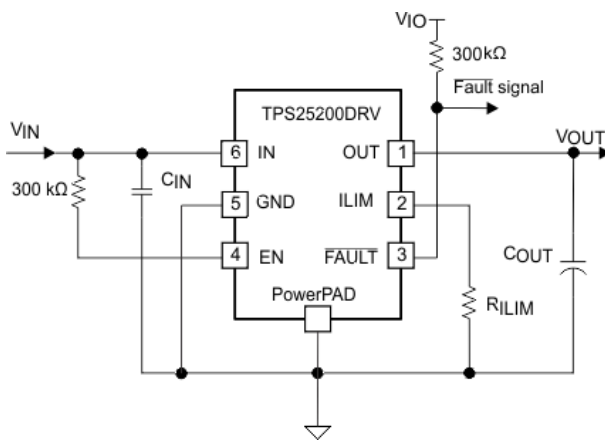 VIO
300kΩ
Fault signal
TPS25200DRV
VIN
VOUT
6 IN
OUT 1
CIN
300 kΩ
5 GND
ILIM 2
4 EN
FAULT 3
COUT
PowerPAD
RILIM